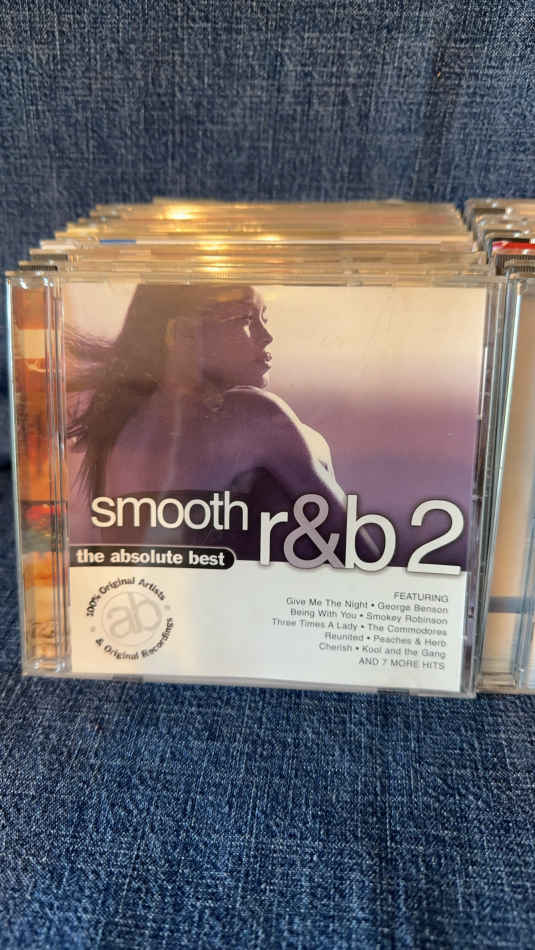 smooth r&b 2
the absolute best
100% Original Artists
ab
& Original Recordings
FEATURING
Give Me The Night • George Benson
Being With You • Smokey Robinson
Three Times A Lady • The Commodores
Reunited • Peaches & Herb
Cherish • Kool and the Gang
AND 7 MORE HITS